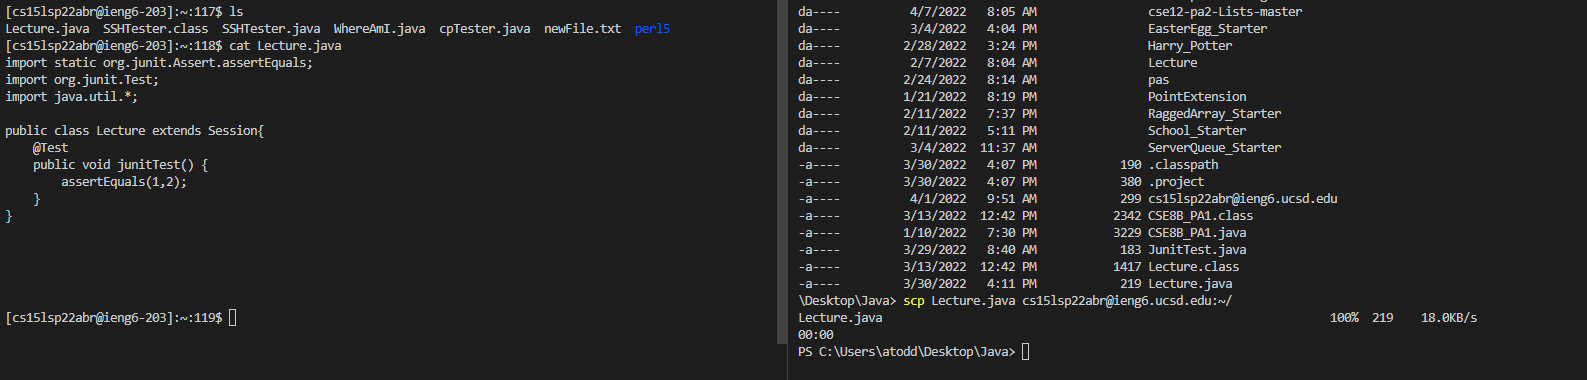 [cs15lsp22abr@ieng6-203]:~:117$ ls
Lecture.java  SSHTester.class  SSHTester.java  WhereAmI.java  cpTester.java  newFile.txt  perl5
[cs15lsp22abr@ieng6-203]:~:118$ cat Lecture.java
import static org.junit.Assert.assertEquals;
import org.junit.Test;
import java.util.*;
public class Lecture extends Session{
    @Test
    public void junitTest() {
        assertEquals(1,2);
    }
}
[cs15lsp22abr@ieng6-203]:~:119$
da----          4/7/2022   8:05 AM                cse12-pa2-Lists-master
da----          3/4/2022   4:04 PM                EasterEgg_Starter
da----         2/28/2022   3:24 PM                Harry_Potter
da----          2/7/2022   8:04 AM                Lecture
da----         2/24/2022   8:14 AM                pas
da----         1/21/2022   8:19 PM                PointExtension
da----         2/11/2022   7:37 PM                RaggedArray_Starter
da----         2/11/2022   5:11 PM                School_Starter
da----          3/4/2022  11:37 AM                ServerQueue_Starter
-a----         3/30/2022   4:07 PM            190 .classpath
-a----         3/30/2022   4:07 PM            380 .project
-a----          4/1/2022   9:51 AM            299 cs15lsp22abr@ieng6.ucsd.edu
-a----         3/13/2022  12:42 PM           2342 CSE8B_PA1.class
-a----         1/10/2022   7:30 PM           3229 CSE8B_PA1.java
-a----         3/29/2022   8:40 AM            183 JunitTest.java
-a----         3/13/2022  12:42 PM           1417 Lecture.class
-a----         3/30/2022   4:11 PM            219 Lecture.java
\Desktop\Java> scp Lecture.java cs15lsp22abr@ieng6.ucsd.edu:~/
Lecture.java                                                                100%  219    18.0KB/s
00:00
PS C:\Users\atodd\Desktop\Java>